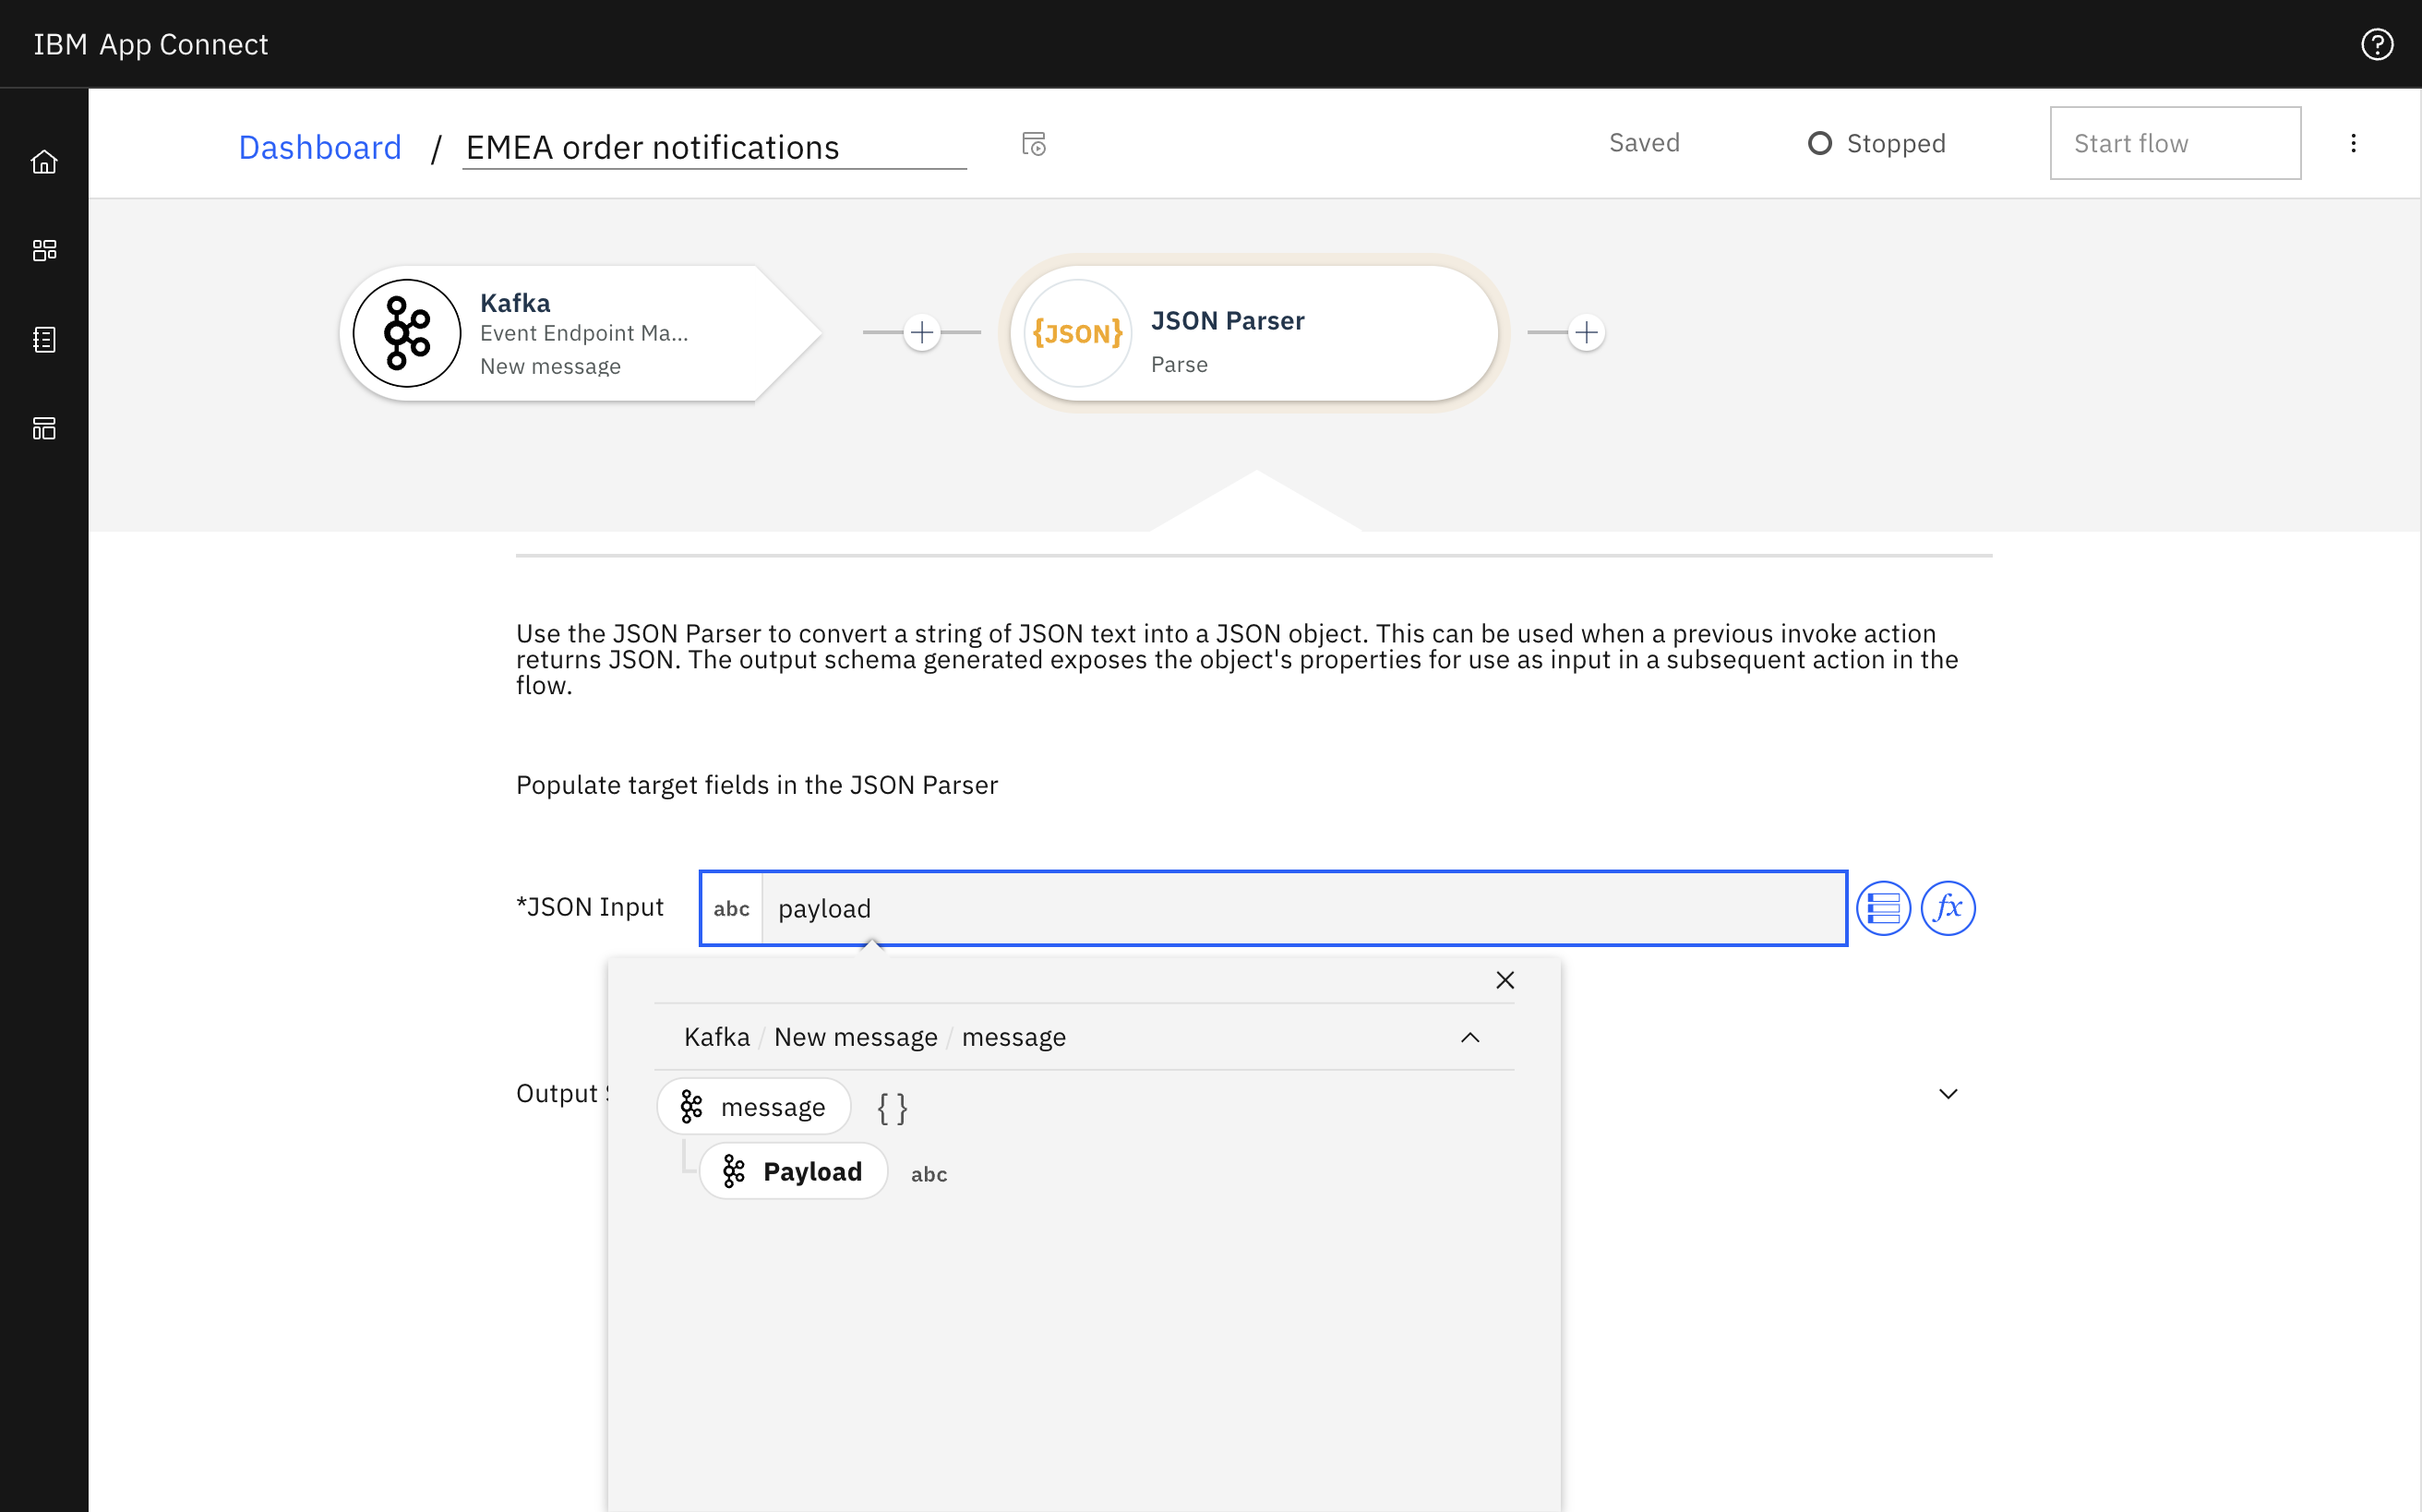 IBM App Connect
Dashboard / EMEA order notifications
Saved
Stopped
Start flow
Kafka
Event Endpoint Ma...
New message
{JSON}
JSON Parser
Parse
Use the JSON Parser to convert a string of JSON text into a JSON object. This can be used when a previous invoke action
returns JSON. The output schema generated exposes the object's properties for use as input in a subsequent action in the
flow.
Populate target fields in the JSON Parser
*JSON Input
abc payload
fx
Kafka / New message / message
message { }
Output
Payload abc